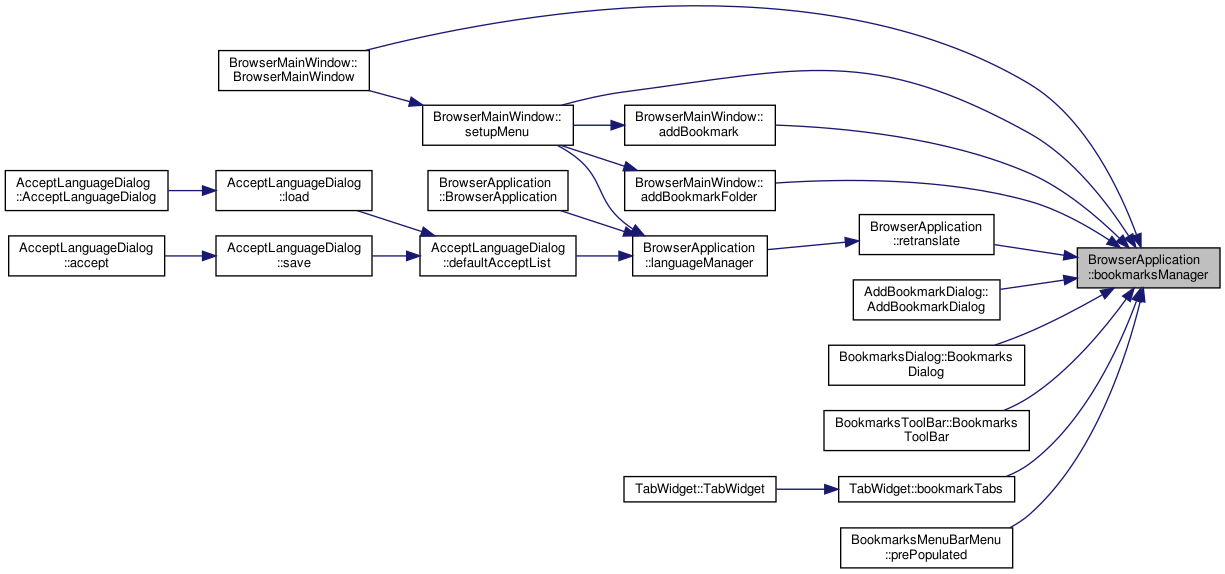 BrowserMainWindow::
BrowserMainWindow
BrowserMainWindow::
setupMenu
BrowserMainWindow::
addBookmark
AcceptLanguageDialog
::AcceptLanguageDialog
AcceptLanguageDialog
::load
BrowserApplication
::BrowserApplication
BrowserMainWindow::
addBookmarkFolder
BrowserApplication
::retranslate
AcceptLanguageDialog
::accept
AcceptLanguageDialog
::save
AcceptLanguageDialog
::defaultAcceptList
BrowserApplication
::languageManager
BrowserApplication
::bookmarksManager
AddBookmarkDialog::
AddBookmarkDialog
BookmarksDialog::Bookmarks
Dialog
BookmarksToolBar::Bookmarks
ToolBar
TabWidget::TabWidget
TabWidget::bookmarkTabs
BookmarksMenuBarMenu
::prePopulated